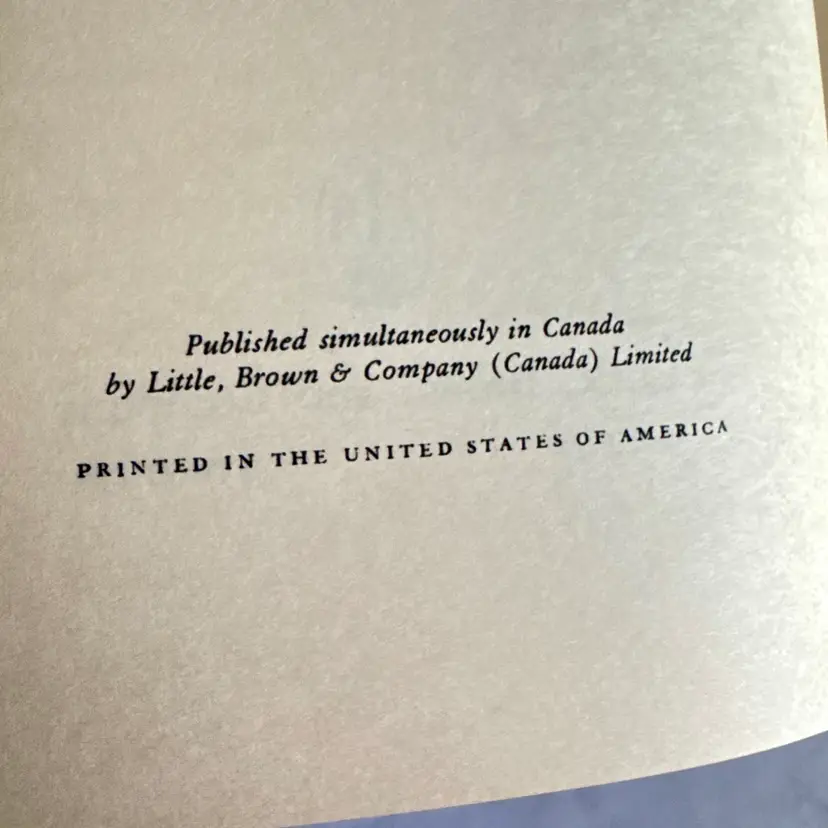 Published simultaneously in Canada
by Little, Brown & Company (Canada) Limited
PRINTED IN THE UNITED STATES OF AMERICA